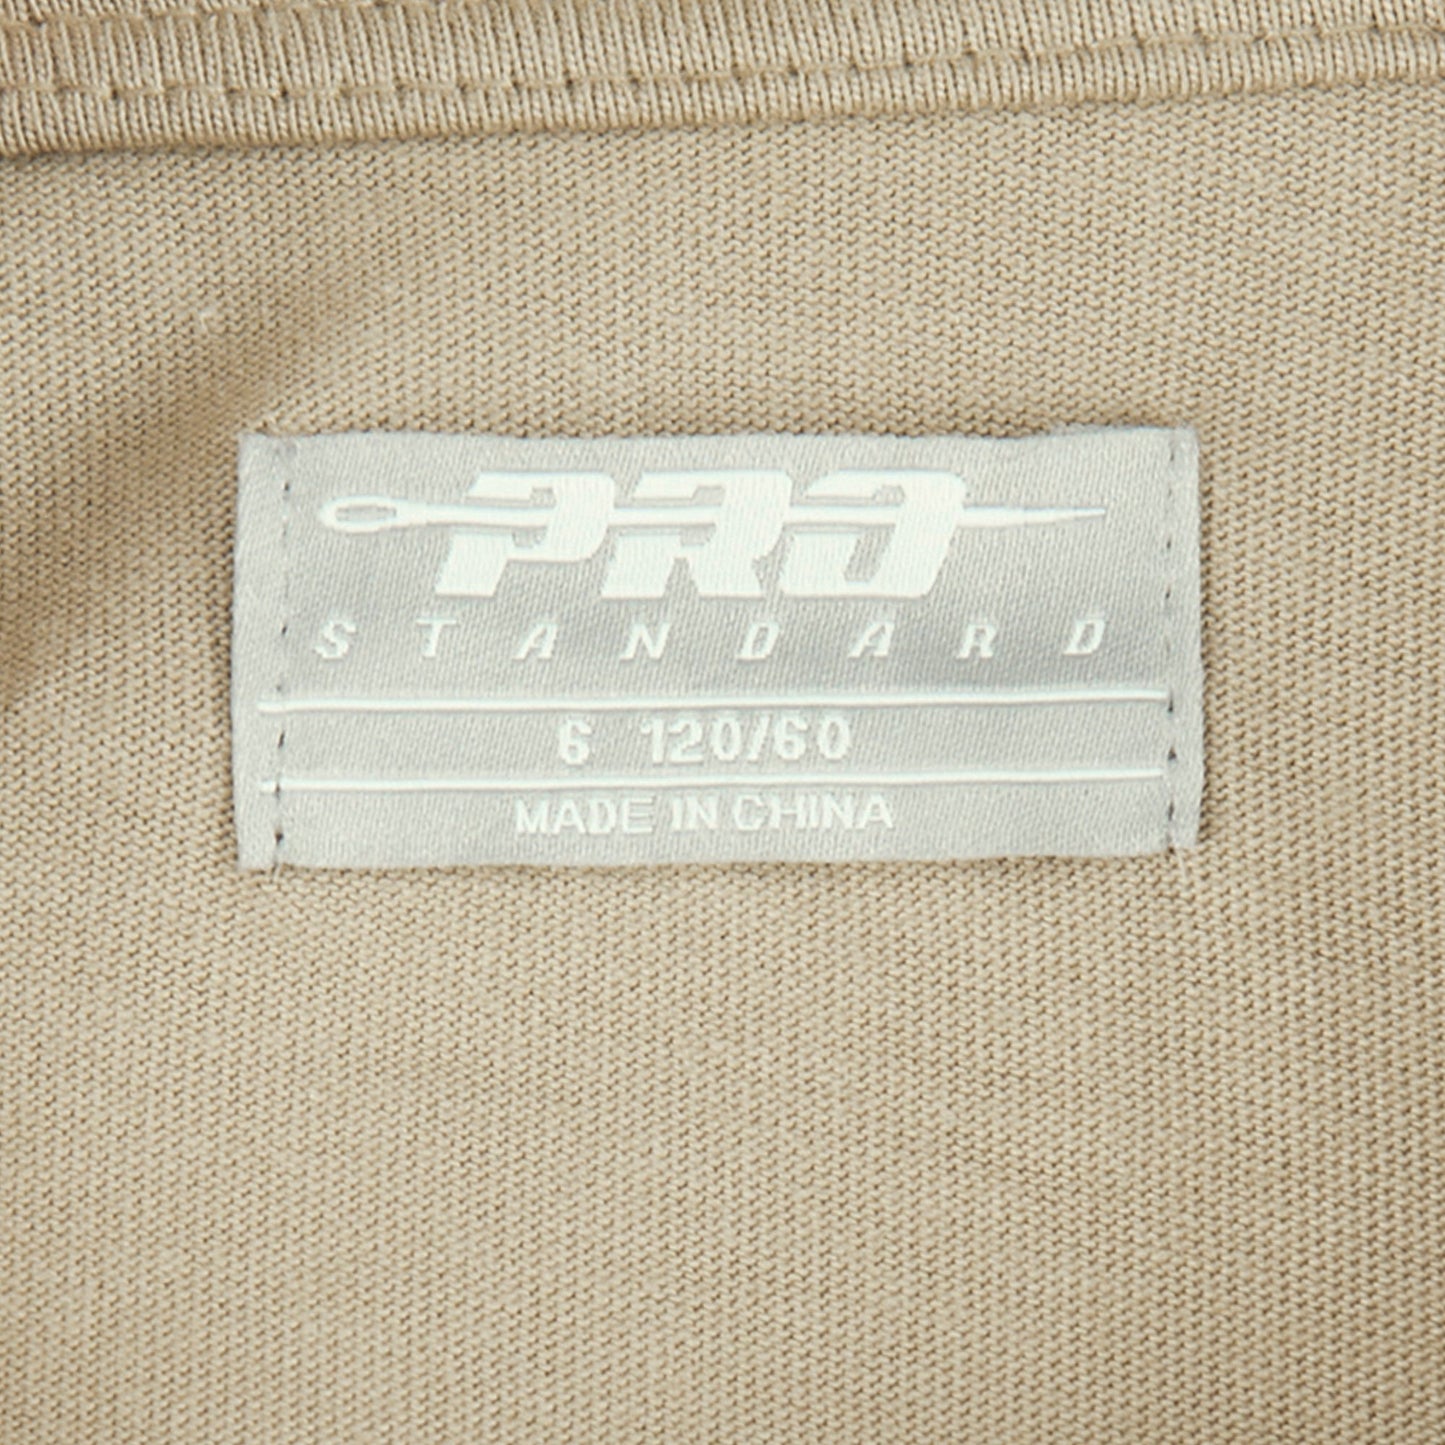 PRO
STANDARD
6 120/60
MADE IN CHINA